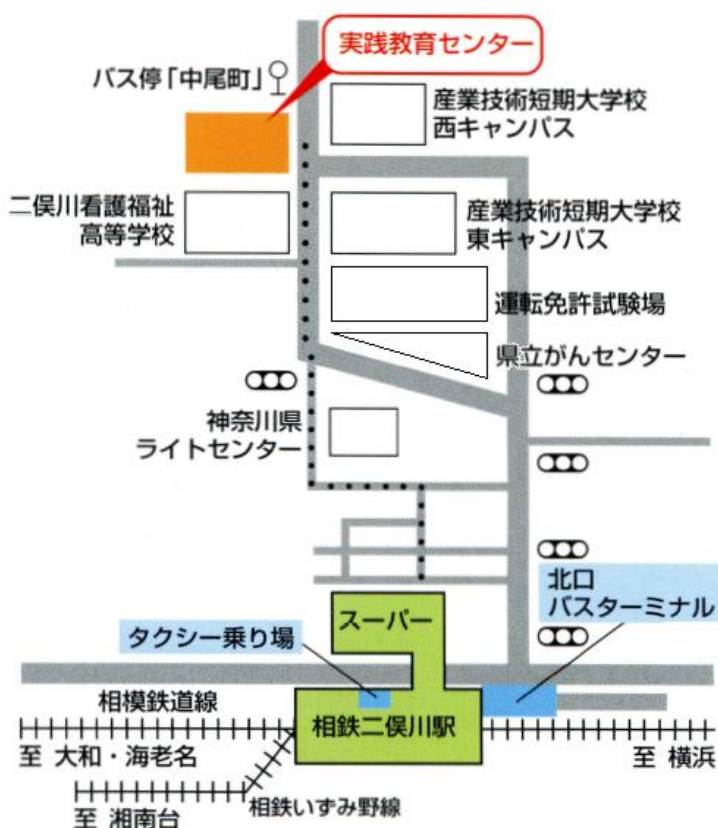 実践教育センター
バス停「中尾町」
産業技術短期大学校
西キャンパス
二俣川看護福祉
高等学校
産業技術短期大学校
東キャンパス
運転免許試験場
県立がんセンター
神奈川県
ライトセンター
北口
バスターミナル
スーパー
タクシー乗り場
相模鉄道線
相鉄二俣川駅
至 大和・海老名
至 横浜
相鉄いずみ野線
至 湘南台